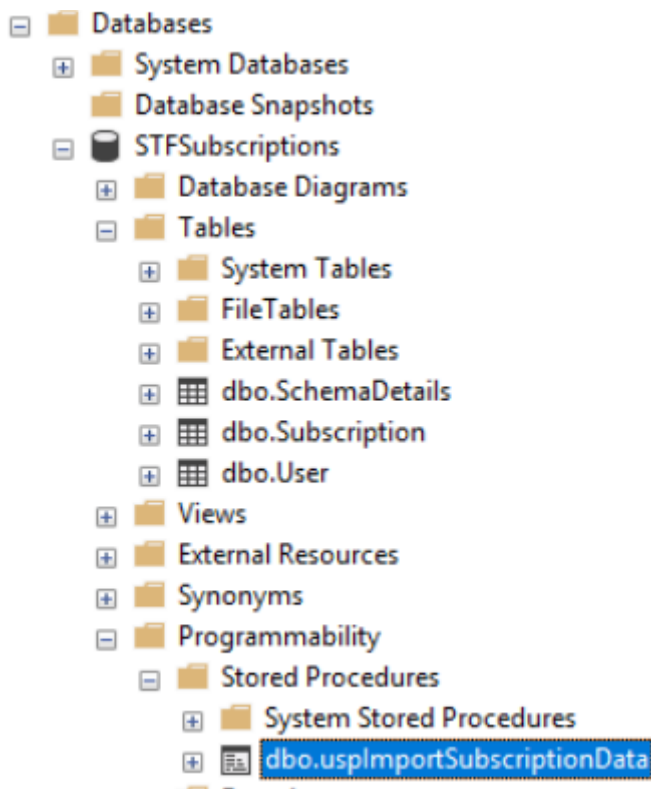 Databases
System Databases
Database Snapshots
STFSubscriptions
Database Diagrams
Tables
System Tables
FileTables
External Tables
dbo.SchemaDetails
dbo.Subscription
dbo.User
Views
External Resources
Synonyms
Programmability
Stored Procedures
System Stored Procedures
dbo.uspImportSubscriptionData